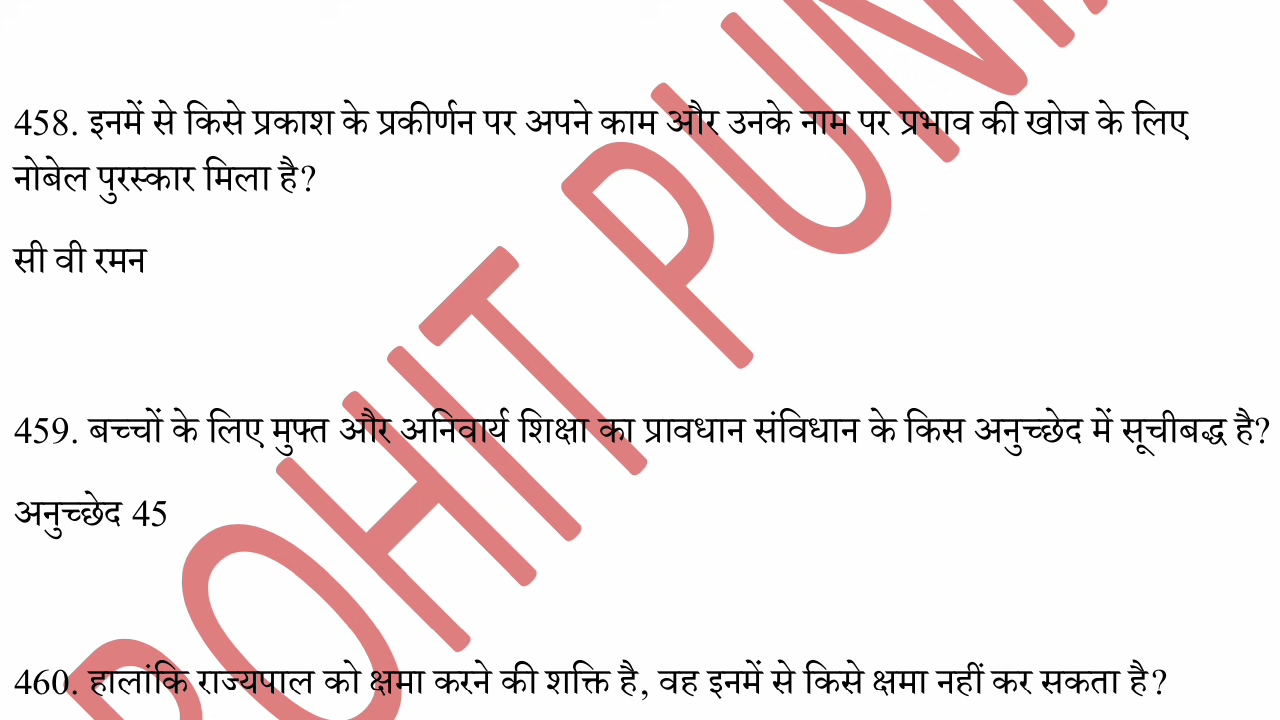 458. इनमें से किसे प्रकाश के प्रकीर्णन पर अपने काम और उनके नाम पर प्रभाव की खोज के लिए
नोबेल पुरस्कार मिला है?
सी वी रमन
459. बच्चों के लिए मुफ्त और अनिवार्य शिक्षा का प्रावधान संविधान के किस अनुच्छेद में सूचीबद्ध है?
अनुच्छेद 45
460. हालांकि राज्यपाल को क्षमा करने की शक्ति है, वह इनमें से किसे क्षमा नहीं कर सकता है?
ROHIT